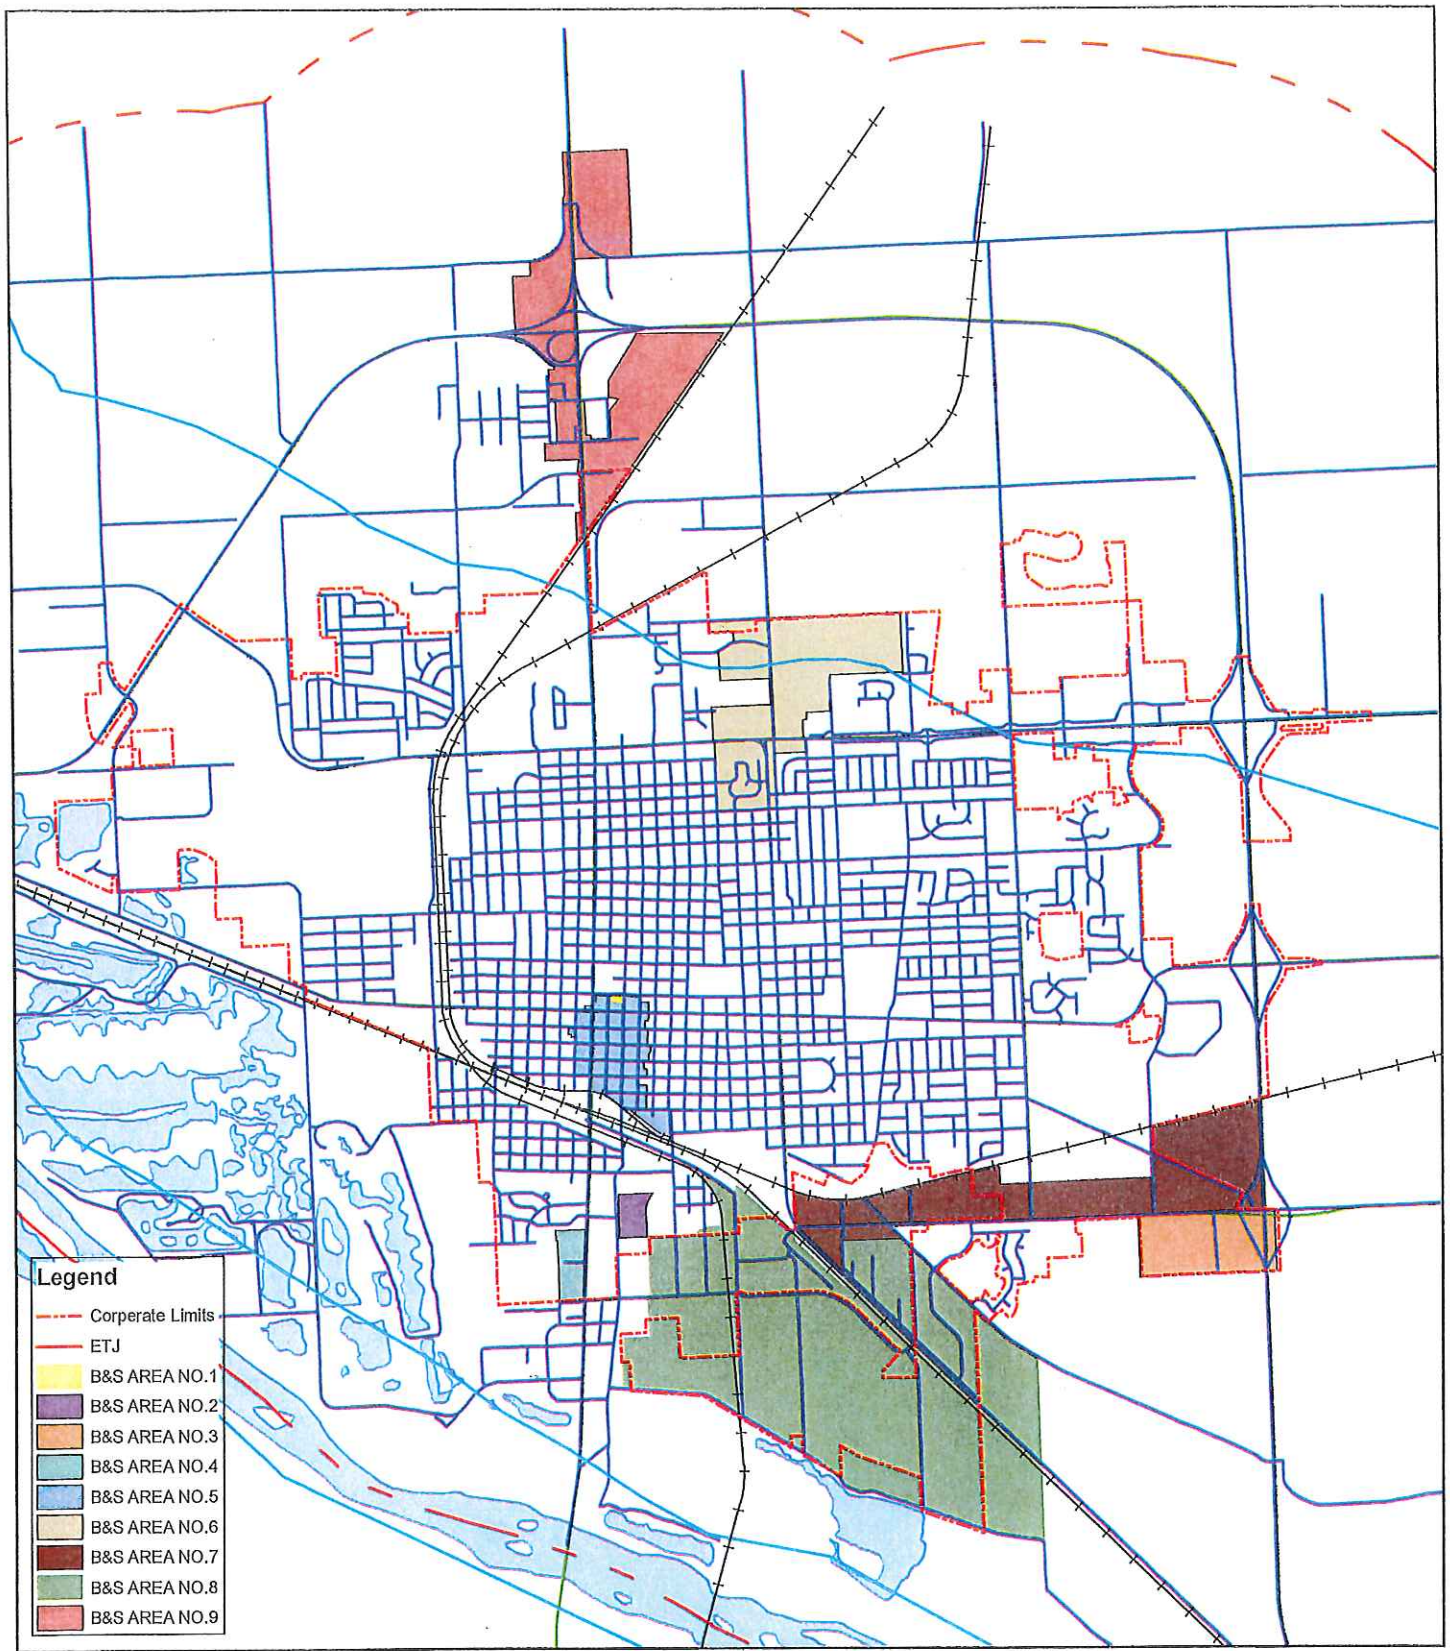 Legend
Corperate Limits
ETJ
B&S AREA NO.1
B&S AREA NO.2
B&S AREA NO.3
B&S AREA NO.4
B&S AREA NO.5
B&S AREA NO.6
B&S AREA NO.7
B&S AREA NO.8
B&S AREA NO.9